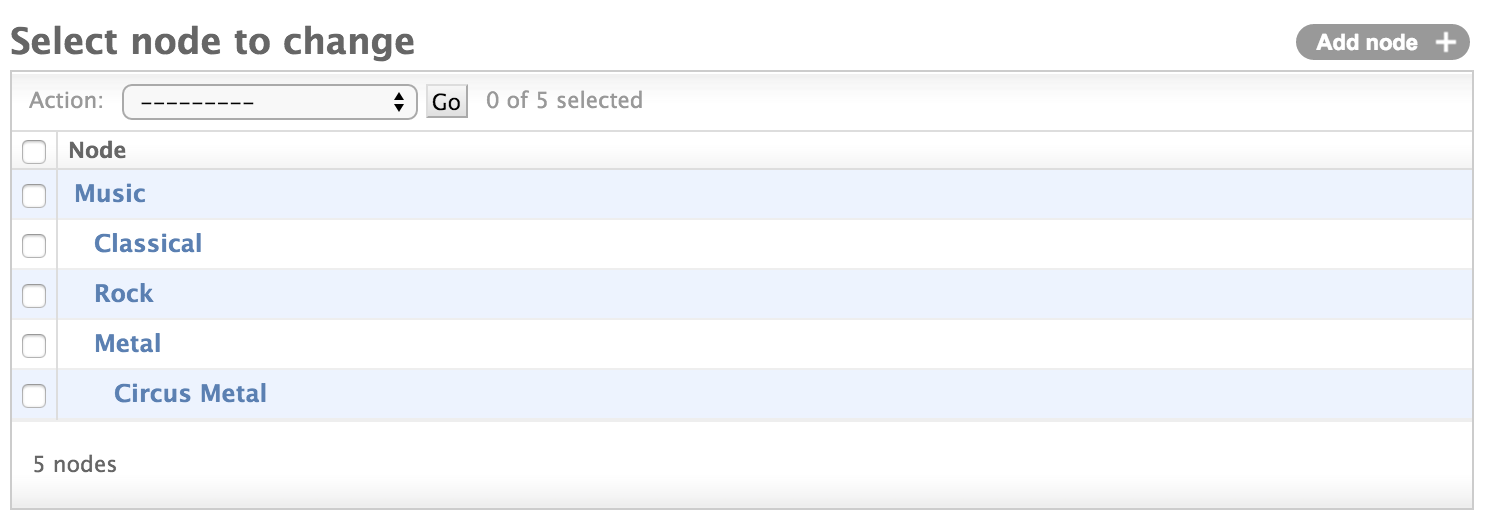 Select node to change
Add node +
Action: --------- Go 0 of 5 selected
Node
Music
Classical
Rock
Metal
Circus Metal
5 nodes